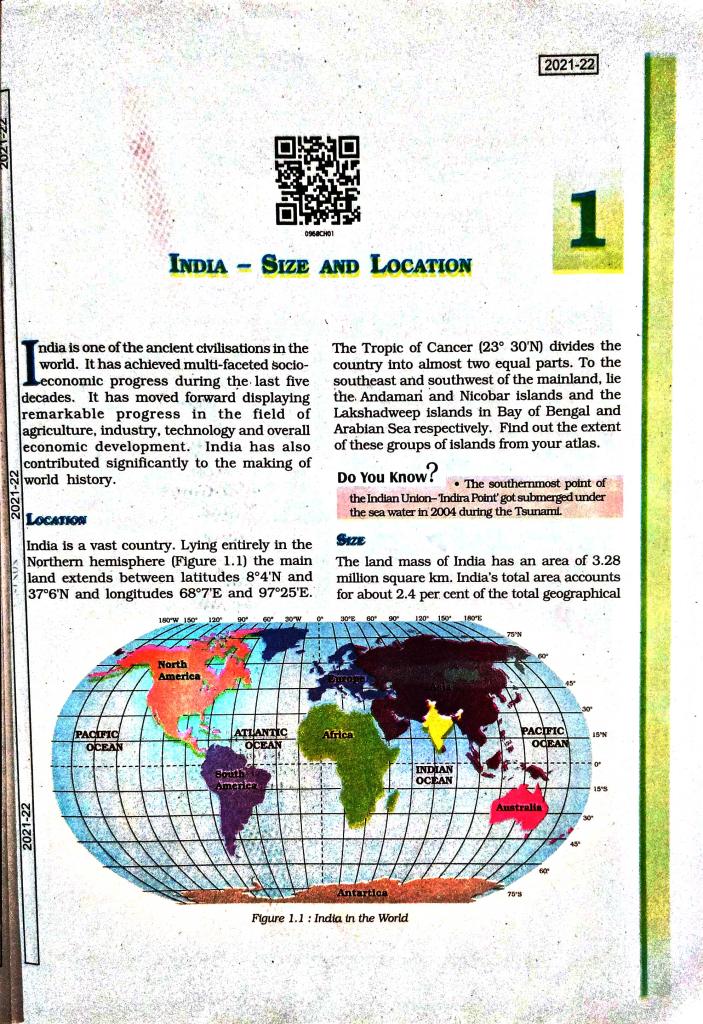 2021-22
2021-22
0968CH01
1
INDIA – SIZE AND LOCATION
India is one of the ancient civilisations in the
world. It has achieved multi-faceted socio-
economic progress during the last five
decades. It has moved forward displaying
remarkable progress in the field of
agriculture, industry, technology and overall
economic development. India has also
contributed significantly to the making of
world history.
LOCATION
India is a vast country. Lying entirely in the
Northern hemisphere (Figure 1.1) the main
land extends between latitudes 8°4'N and
37°6'N and longitudes 68°7'E and 97°25'E.
The Tropic of Cancer (23° 30'N) divides the
country into almost two equal parts. To the
southeast and southwest of the mainland, lie
the Andaman and Nicobar islands and the
Lakshadweep islands in Bay of Bengal and
Arabian Sea respectively. Find out the extent
of these groups of islands from your atlas.
Do You Know?
• The southernmost point of
the Indian Union– 'Indira Point' got submerged under
the sea water in 2004 during the Tsunami.
SIZE
The land mass of India has an area of 3.28
million square km. India's total area accounts
for about 2.4 per cent of the total geographical
2021-22
2021-22
180°W 150° 120° 90° 60° 30°W 0° 30°E 60° 90° 120° 150° 180°E
75°N
60°
45°
30°
15°N
0°
15°S
30°
45°
60°
75°S
North
America
Europe
PACIFIC
OCEAN
ATLANTIC
OCEAN
Africa
PACIFIC
OCEAN
South
America
INDIAN
OCEAN
Australia
Antartica
Figure 1.1 : India in the World